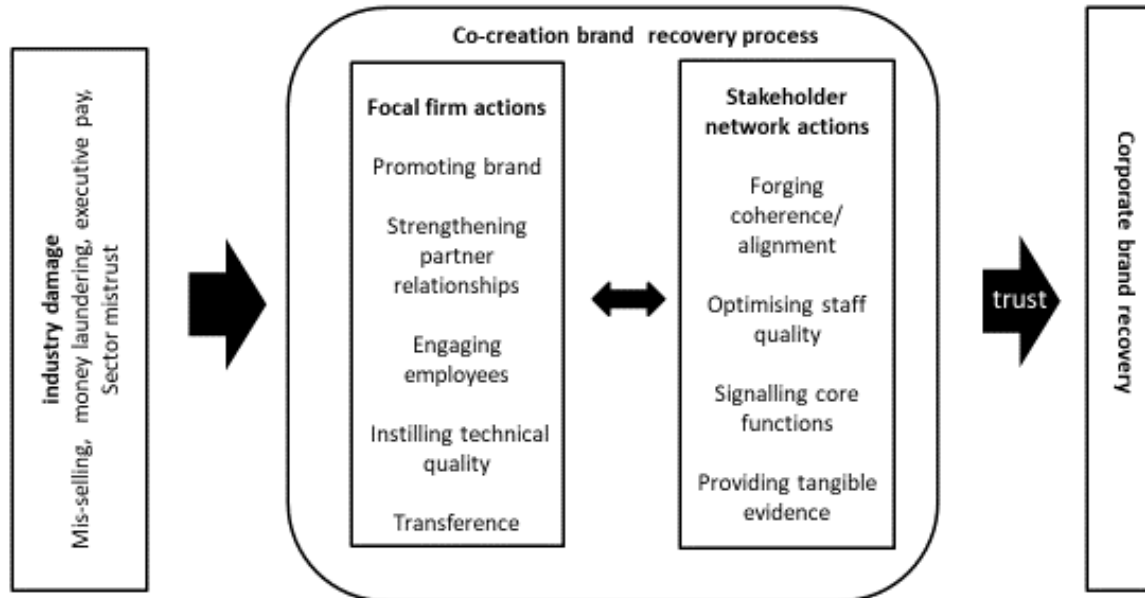 industry damage
Mis-selling, money laundering, executive pay,
Sector mistrust
Co-creation brand recovery process
Focal firm actions
Promoting brand
Strengthening
partner
relationships
Engaging
employees
Instilling technical
quality
Transference
Stakeholder
network actions
Forging
coherence/
alignment
Optimising staff
quality
Signalling core
functions
Providing tangible
evidence
trust
Corporate brand recovery